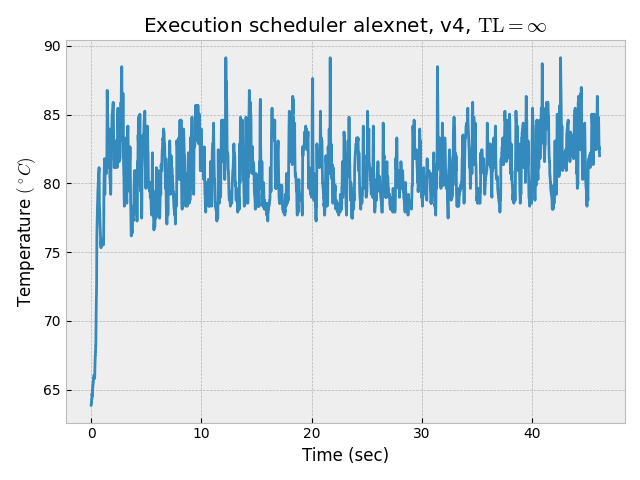 Execution scheduler alexnet, v4, TL = ∞
90
85
80
75
70
65
Temperature (°C)
0 10 20 30 40
Time (sec)